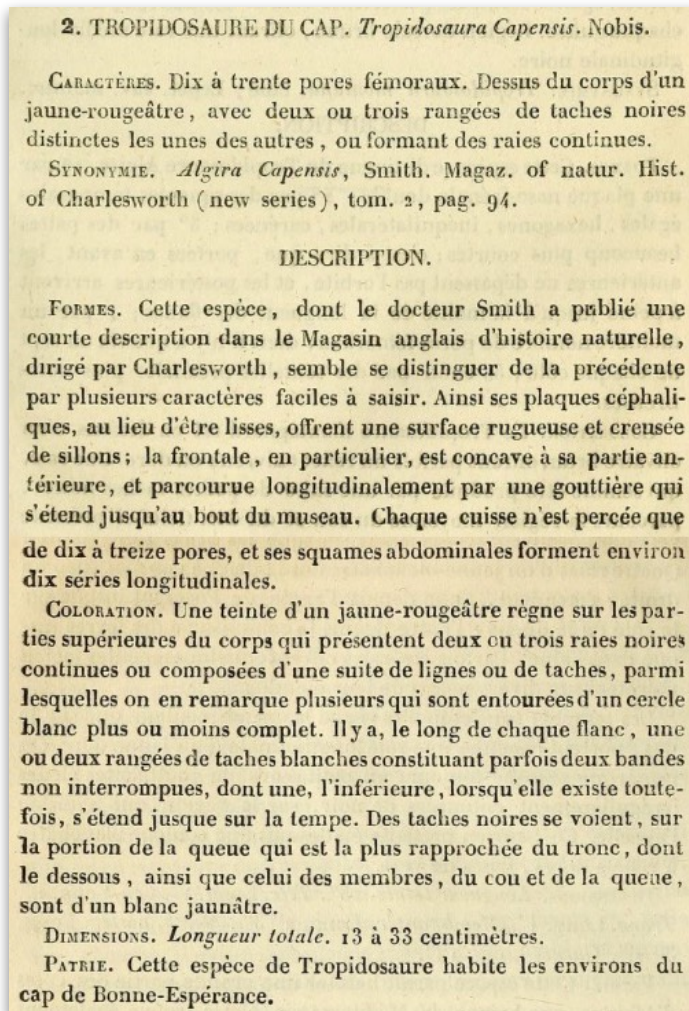 2. TROPIDOSAURE DU CAP. Tropidosaura Capensis. Nobis.
CARACTÈRES. Dix à trente pores fémoraux. Dessus du corps d'un
jaune-rougeâtre, avec deux ou trois rangées de taches noires
distinctes les unes des autres, ou formant des raies continues.
SYNONYMIE. Algira Capensis, Smith. Magaz. of natur. Hist.
of Charlesworth (new series), tom. 2, pag. 94.
DESCRIPTION.
FORMES. Cette espèce, dont le docteur Smith a publié une
courte description dans le Magasin anglais d'histoire naturelle,
dirigé par Charlesworth, semble se distinguer de la précédente
par plusieurs caractères faciles à saisir. Ainsi ses plaques céphali-
ques, au lieu d'être lisses, offrent une surface rugueuse et creusée
de sillons; la frontale, en particulier, est concave à sa partie an-
térieure, et parcourue longitudinalement par une gouttière qui
s'étend jusqu'au bout du museau. Chaque cuisse n'est percée que
de dix à treize pores, et ses squames abdominales forment environ
dix séries longitudinales.
COLORATION. Une teinte d'un jaune-rougeâtre règne sur les par-
ties supérieures du corps qui présentent deux ou trois raies noires
continues ou composées d'une suite de lignes ou de taches, parmi
lesquelles on en remarque plusieurs qui sont entourées d'un cercle
blanc plus ou moins complet. Il y a, le long de chaque flanc, une
ou deux rangées de taches blanches constituant parfois deux bandes
non interrompues, dont une, l'inférieure, lorsqu'elle existe toute-
fois, s'étend jusque sur la tempe. Des taches noires se voient, sur
la portion de la queue qui est la plus rapprochée du tronc, dont
le dessous, ainsi que celui des membres, du cou et de la queue,
sont d'un blanc jaunâtre.
DIMENSIONS. Longueur totale. 13 à 33 centimètres.
PATRIE. Cette espèce de Tropidosaure habite les environs du
cap de Bonne-Espérance.